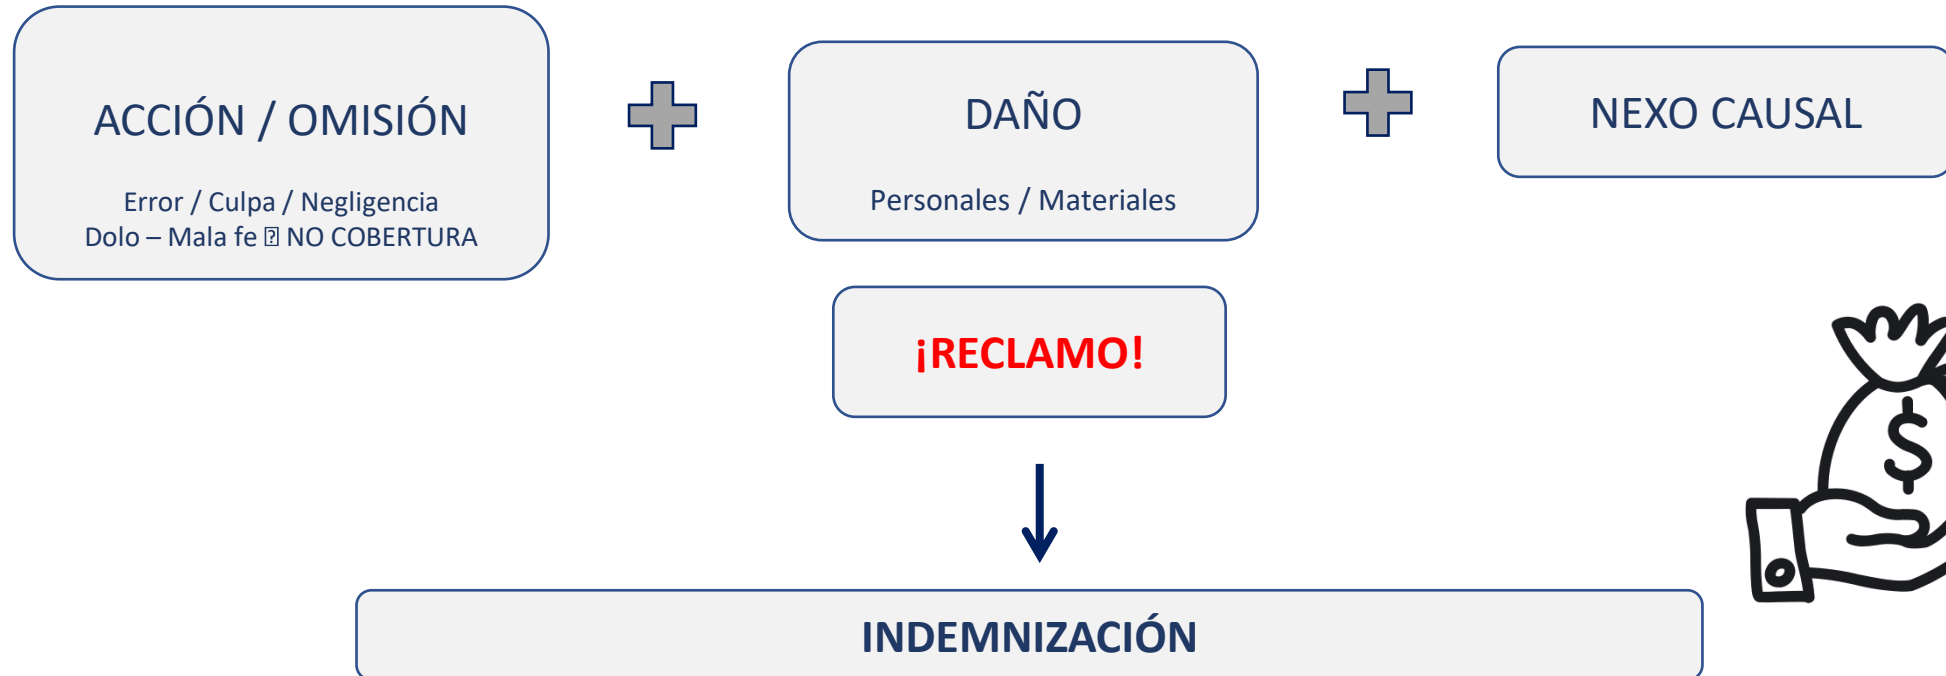 ACCIÓN / OMISIÓN
Error / Culpa / Negligencia
Dolo – Mala fe ⍰ NO COBERTURA
DAÑO
Personales / Materiales
NEXO CAUSAL
¡RECLAMO!
$
INDEMNIZACIÓN